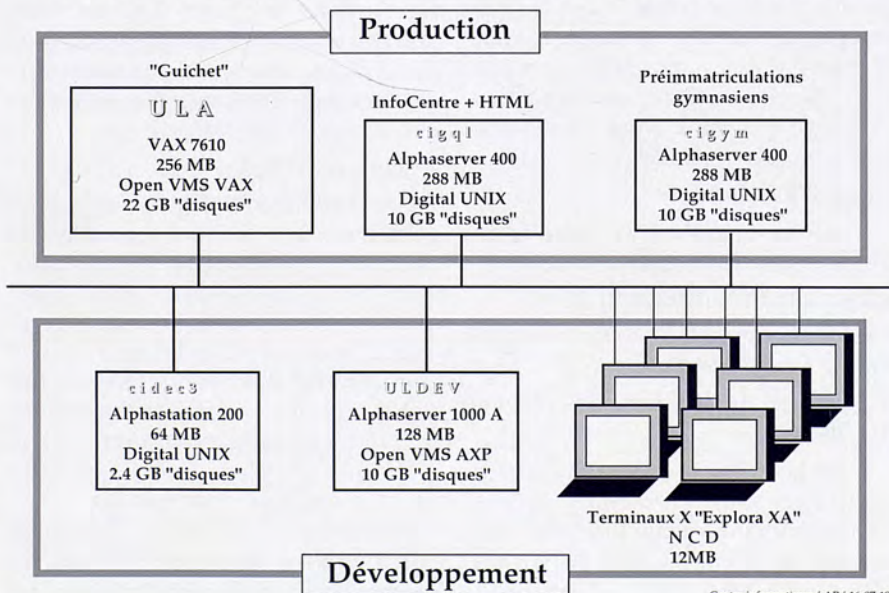 Production
"Guichet"
ULA
VAX 7610
256 MB
Open VMS VAX
22 GB "disques"
InfoCentre + HTML
cigql
Alphaserver 400
288 MB
Digital UNIX
10 GB "disques"
Préimmatriculations
gymnasiens
cigym
Alphaserver 400
288 MB
Digital UNIX
10 GB "disques"
cidec3
Alphastation 200
64 MB
Digital UNIX
2.4 GB "disques"
ULDEV
Alphaserver 1000 A
128 MB
Open VMS AXP
10 GB "disques"
Terminaux X "Explora XA"
N C D
12MB
Développement